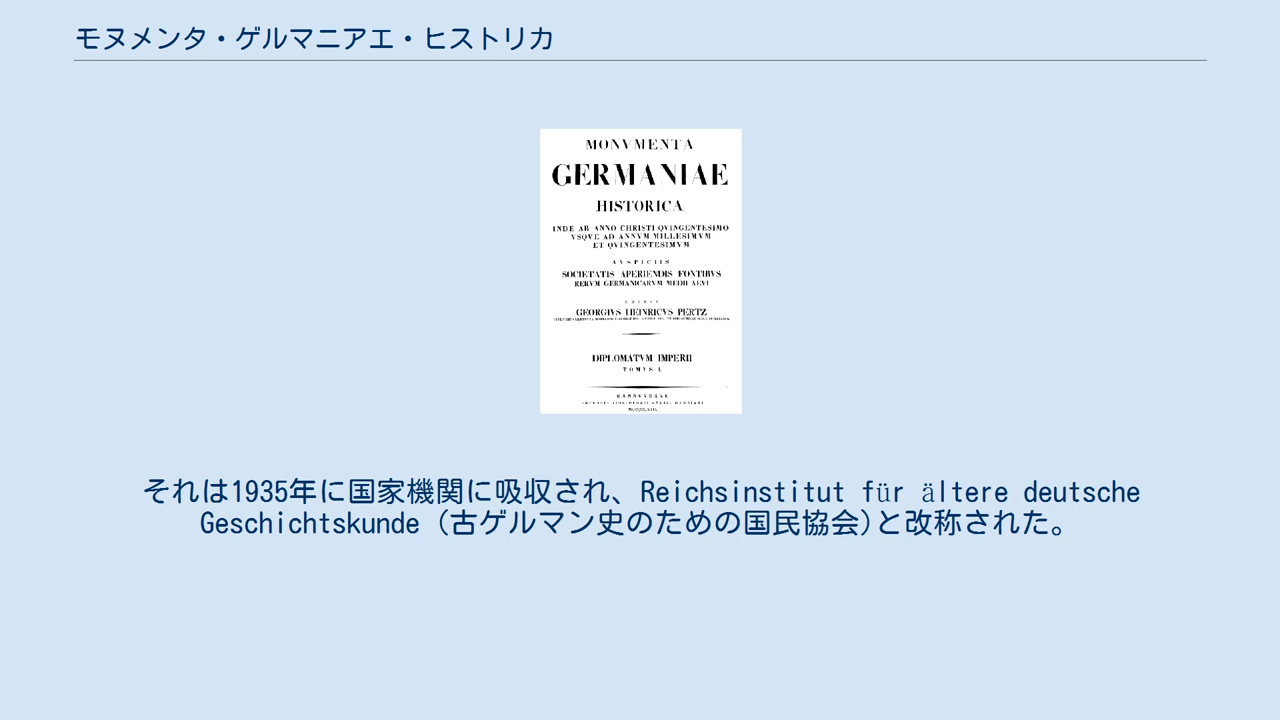 モヌメンタ・ゲルマニアエ・ヒストリカ
MONVMENTA
GERMANIAE
HISTORICA
INDE AB ANNO CHRISTI QVINGENTESIMO
VSQVE AD ANNVM MILLESIMVM
ET QVINGENTESIMVM
AVSPICIIS
SOCIETATIS APERIENDIS FONTIBVS
RERVM GERMANICARVM MEDII AEVI
EDIDIT
GEORGIVS HEINRICVS PERTZ
DIPLOMATVM IMPERII
TOMVS I.
HANNOVERAE
それは1935年に国家機関に吸収され、Reichsinstitut für ältere deutsche
Geschichtskunde (古ゲルマン史のための国民協会)と改称された。